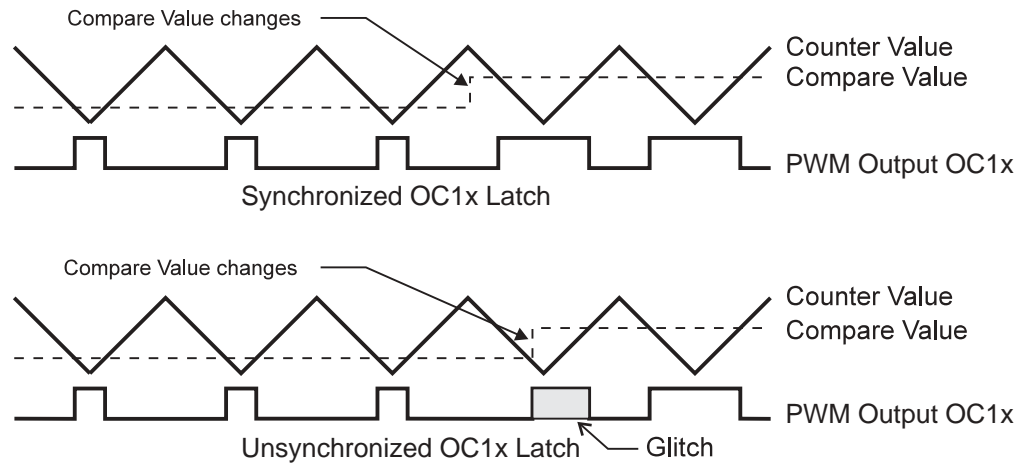 Compare Value changes
Counter Value
Compare Value
PWM Output OC1x
Synchronized OC1x Latch
Compare Value changes
Counter Value
Compare Value
PWM Output OC1x
Unsynchronized OC1x Latch
Glitch